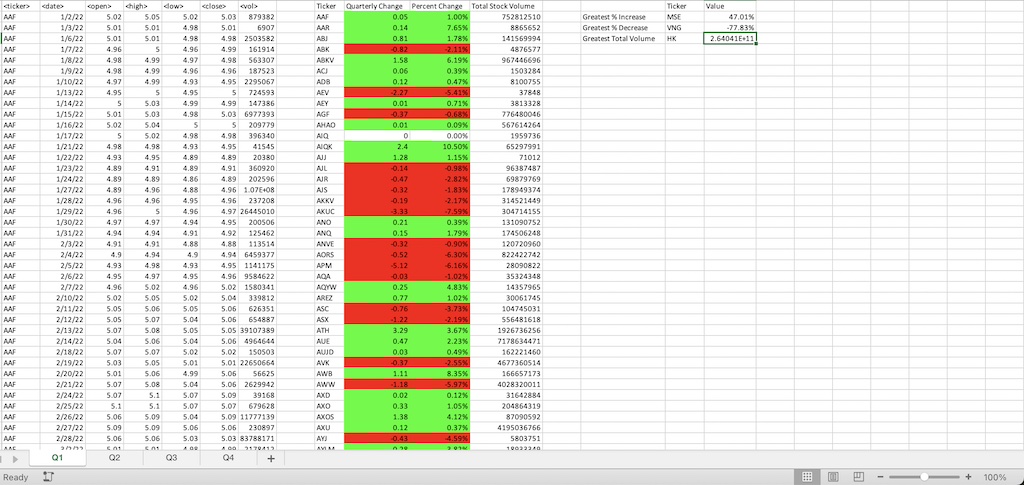 <ticker> <date> <open> <high> <low> <close> <vol> Ticker Quarterly Change Percent Change Total Stock Volume Ticker Value
AAF 1/2/22 5.02 5.05 5.02 5.03 879382 AAF 0.05 1.00% 752812510 Greatest % Increase MSE 47.01%
AAF 1/3/22 5.01 5.01 4.98 5.01 6907 AAR 0.14 7.65% 8865652 Greatest % Decrease VNG -77.83%
AAF 1/6/22 5.01 5.01 4.98 4.98 2503582 ABJ 0.81 1.78% 141569994 Greatest Total Volume HK 2.64041E+11
AAF 1/7/22 4.96 5 4.96 4.99 161914 ABK -0.82 -2.11% 4876577
AAF 1/8/22 4.98 4.99 4.97 4.98 563307 ABKV 1.58 6.19% 967446696
AAF 1/9/22 4.98 4.99 4.96 4.96 187523 ACJ 0.06 0.39% 1503284
AAF 1/10/22 4.97 4.99 4.93 4.95 2295067 ADB 0.12 0.47% 8100755
AAF 1/13/22 4.95 5 4.95 5 724593 AEV -2.27 -5.41% 37848
AAF 1/14/22 5 5.03 4.99 4.99 147386 AEY 0.01 0.71% 3813328
AAF 1/15/22 5.01 5.03 4.98 5.03 6977393 AGF -0.37 -0.68% 776480046
AAF 1/16/22 5.02 5.04 5 5 209779 AHAO 0.01 0.09% 567614264
AAF 1/17/22 5 5.02 4.98 4.98 396340 AIQ 0 0.00% 1959736
AAF 1/21/22 4.98 4.98 4.93 4.95 41545 AIQK 2.4 10.50% 65297991
AAF 1/22/22 4.93 4.95 4.89 4.89 20380 AJJ 1.28 1.15% 71012
AAF 1/23/22 4.89 4.91 4.89 4.91 360920 AJL -0.14 -0.98% 96387487
AAF 1/24/22 4.89 4.89 4.86 4.89 202596 AJR -0.47 -2.82% 69879769
AAF 1/27/22 4.89 4.96 4.88 4.96 1.07E+08 AJS -0.32 -1.83% 178949374
AAF 1/28/22 4.96 4.96 4.95 4.96 237208 AKKV -0.19 -2.17% 314521449
AAF 1/29/22 4.96 5 4.96 4.97 26445010 AKUC -3.33 -7.59% 304714155
AAF 1/30/22 4.97 4.97 4.94 4.95 200506 ANO 0.21 0.39% 131090752
AAF 1/31/22 4.94 4.94 4.91 4.92 125462 ANQ 0.15 1.79% 174506248
AAF 2/3/22 4.91 4.91 4.88 4.88 113514 ANVE -0.32 -0.90% 120720960
AAF 2/4/22 4.9 4.94 4.9 4.94 6459377 AORS -0.52 -6.30% 822422742
AAF 2/5/22 4.93 4.98 4.93 4.95 1141175 APM -5.12 -6.16% 28090822
AAF 2/6/22 4.95 4.97 4.95 4.96 9584622 AQA -0.03 -1.02% 35324348
AAF 2/7/22 4.96 5.02 4.96 5.02 1580341 AQYW 0.25 4.83% 14357965
AAF 2/10/22 5.02 5.05 5.02 5.04 339812 AREZ 0.77 1.02% 30061745
AAF 2/11/22 5.05 5.06 5.05 5.06 626351 ASC -0.76 -3.73% 104745031
AAF 2/12/22 5.05 5.07 5.04 5.06 654887 ASX -1.22 -2.19% 556481618
AAF 2/13/22 5.07 5.08 5.05 5.05 39107389 ATH 3.29 3.67% 1926736256
AAF 2/14/22 5.04 5.06 5.04 5.06 4964644 AUE 0.47 2.23% 7178634471
AAF 2/18/22 5.07 5.07 5.02 5.02 150503 AUJD 0.03 0.49% 162221460
AAF 2/19/22 5.03 5.05 5.01 5.01 22650664 AVK -0.37 -2.55% 4677360514
AAF 2/20/22 5.01 5.06 4.99 5.06 56625 AWB 1.11 8.35% 166657173
AAF 2/21/22 5.07 5.08 5.04 5.06 2629942 AWW -1.18 -5.97% 4028320011
AAF 2/24/22 5.07 5.1 5.07 5.09 39168 AXD 0.02 0.12% 31642884
AAF 2/25/22 5.1 5.1 5.07 5.07 679628 AXO 0.33 1.05% 204864319
AAF 2/26/22 5.06 5.09 5.04 5.09 11777139 AXOS 1.38 4.12% 87090592
AAF 2/27/22 5.09 5.09 5.06 5.06 230897 AXU 0.12 0.37% 4195036766
AAF 2/28/22 5.06 5.06 5.03 5.03 83788171 AYJ -0.43 -4.59% 5803751
Q1 Q2 Q3 Q4 +
Ready 100%